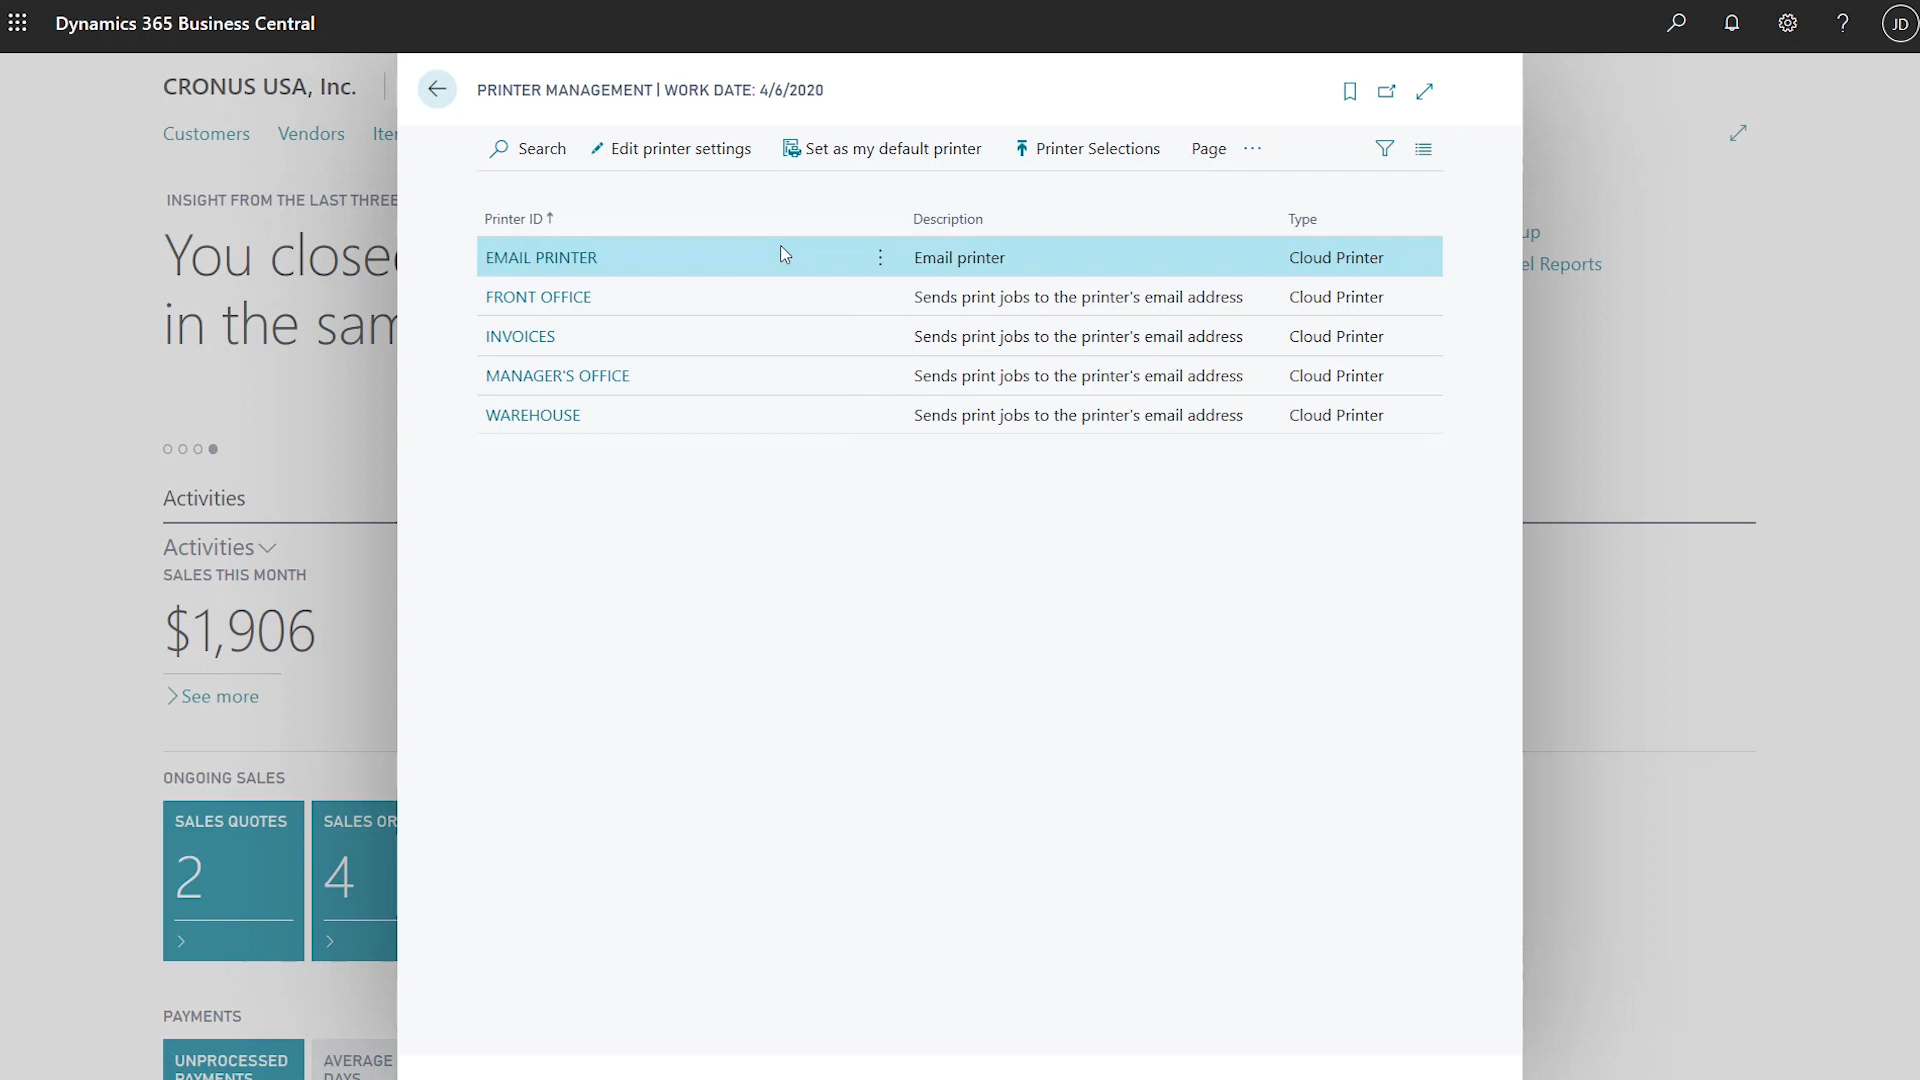 Dynamics 365 Business Central
JD
CRONUS USA, Inc.
Customers Vendors
INSIGHT FROM THE LAST THREE
You closed
in the sam
Activities
Activities
SALES THIS MONTH
$1,906
See more
ONGOING SALES
SALES QUOTES
2
SALES OR
4
PAYMENTS
UNPROCESSED
PAYMENTS
AVERAGE
DAYS
PRINTER MANAGEMENT | WORK DATE: 4/6/2020
Search Edit printer settings Set as my default printer Printer Selections Page ...
Printer ID↑ Description Type
EMAIL PRINTER Email printer Cloud Printer
FRONT OFFICE Sends print jobs to the printer's email address Cloud Printer
INVOICES Sends print jobs to the printer's email address Cloud Printer
MANAGER'S OFFICE Sends print jobs to the printer's email address Cloud Printer
WAREHOUSE Sends print jobs to the printer's email address Cloud Printer
up
el Reports